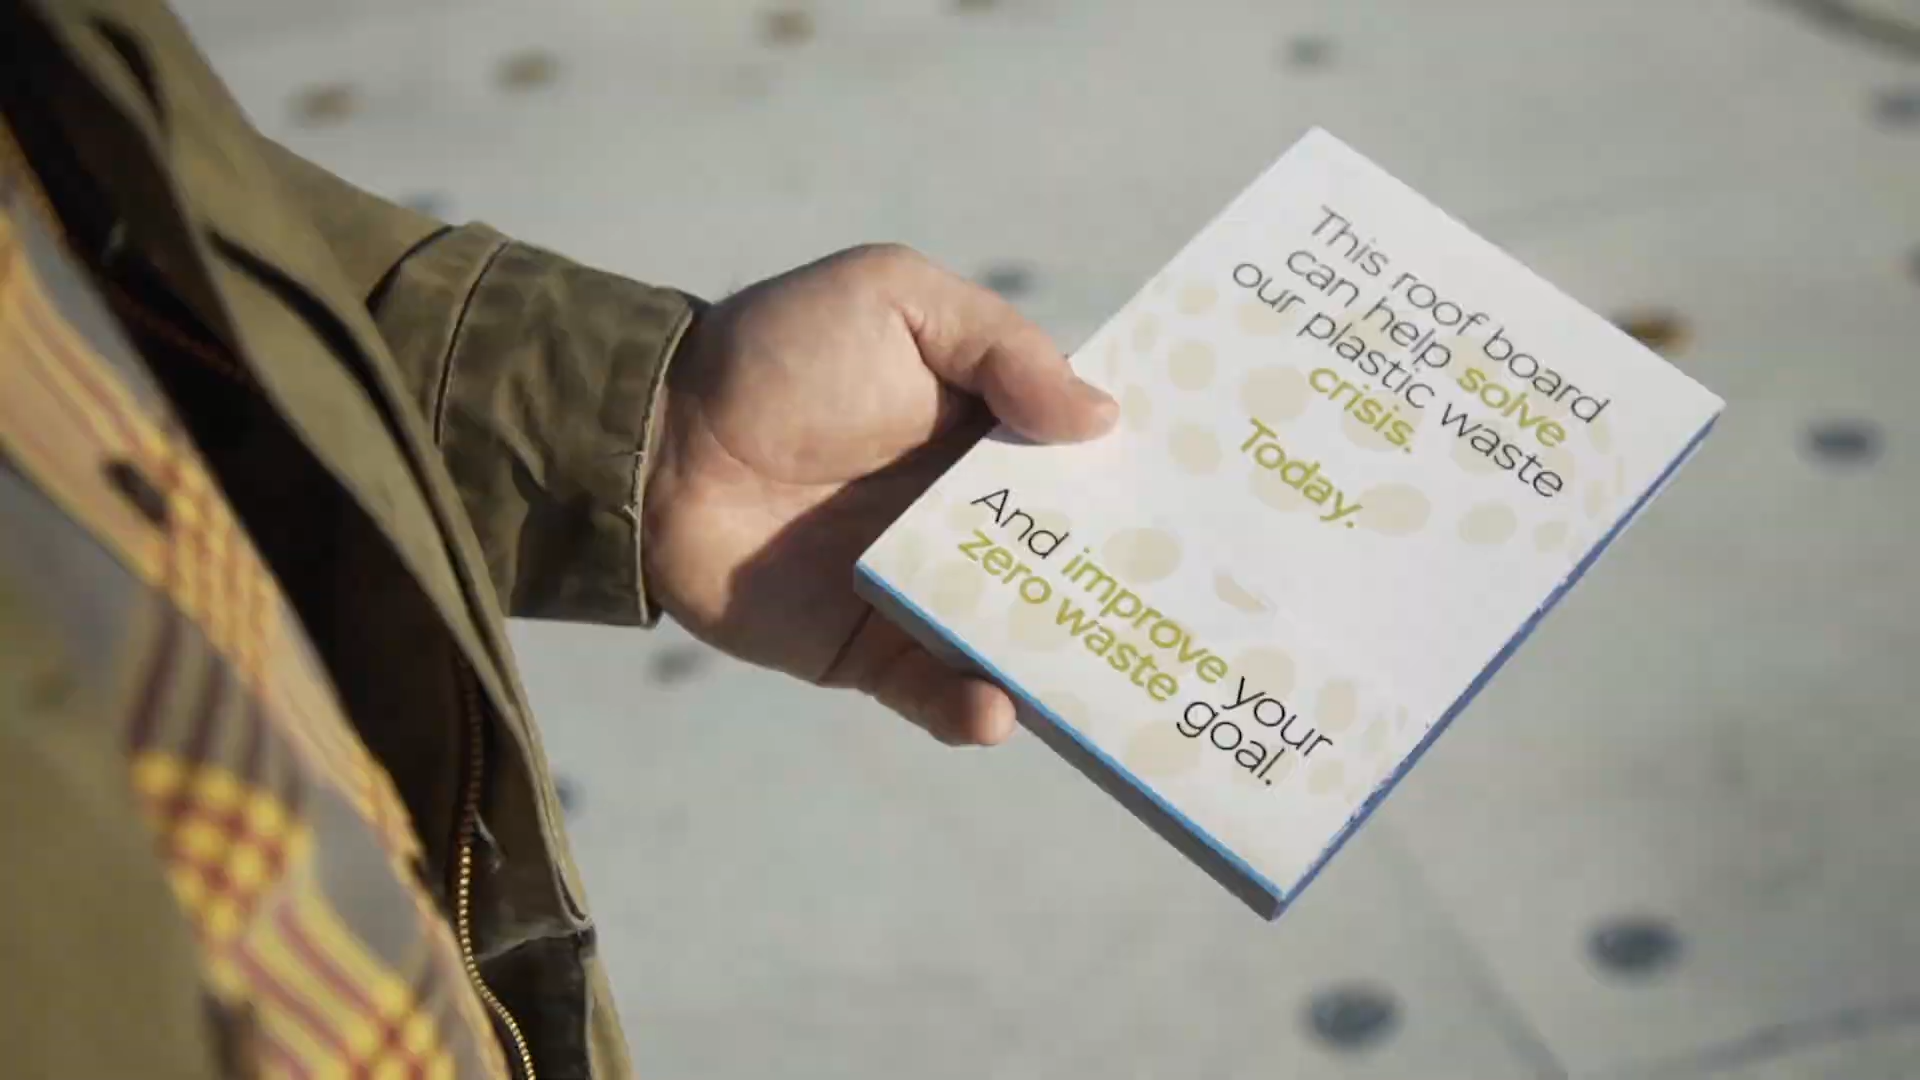 This roof board
can help solve
our plastic waste
crisis.
Today.
And improve your
zero waste goal.